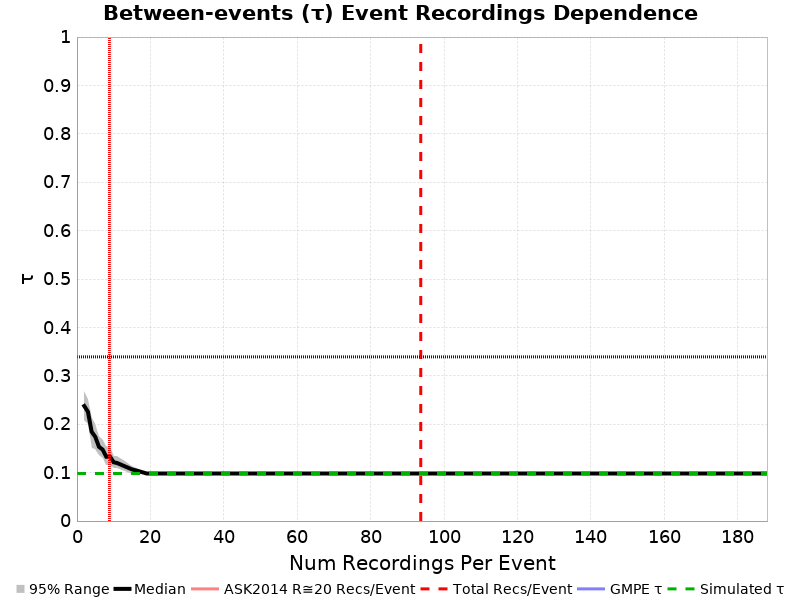 Between-events (τ) Event Recordings Dependence
1
0.9
0.8
0.7
0.6
0.5
0.4
0.3
0.2
0.1
0
τ
0 20 40 60 80 100 120 140 160 180
Num Recordings Per Event
95% Range Median ASK2014 R≅20 Recs/Event Total Recs/Event GMPE τ Simulated τ